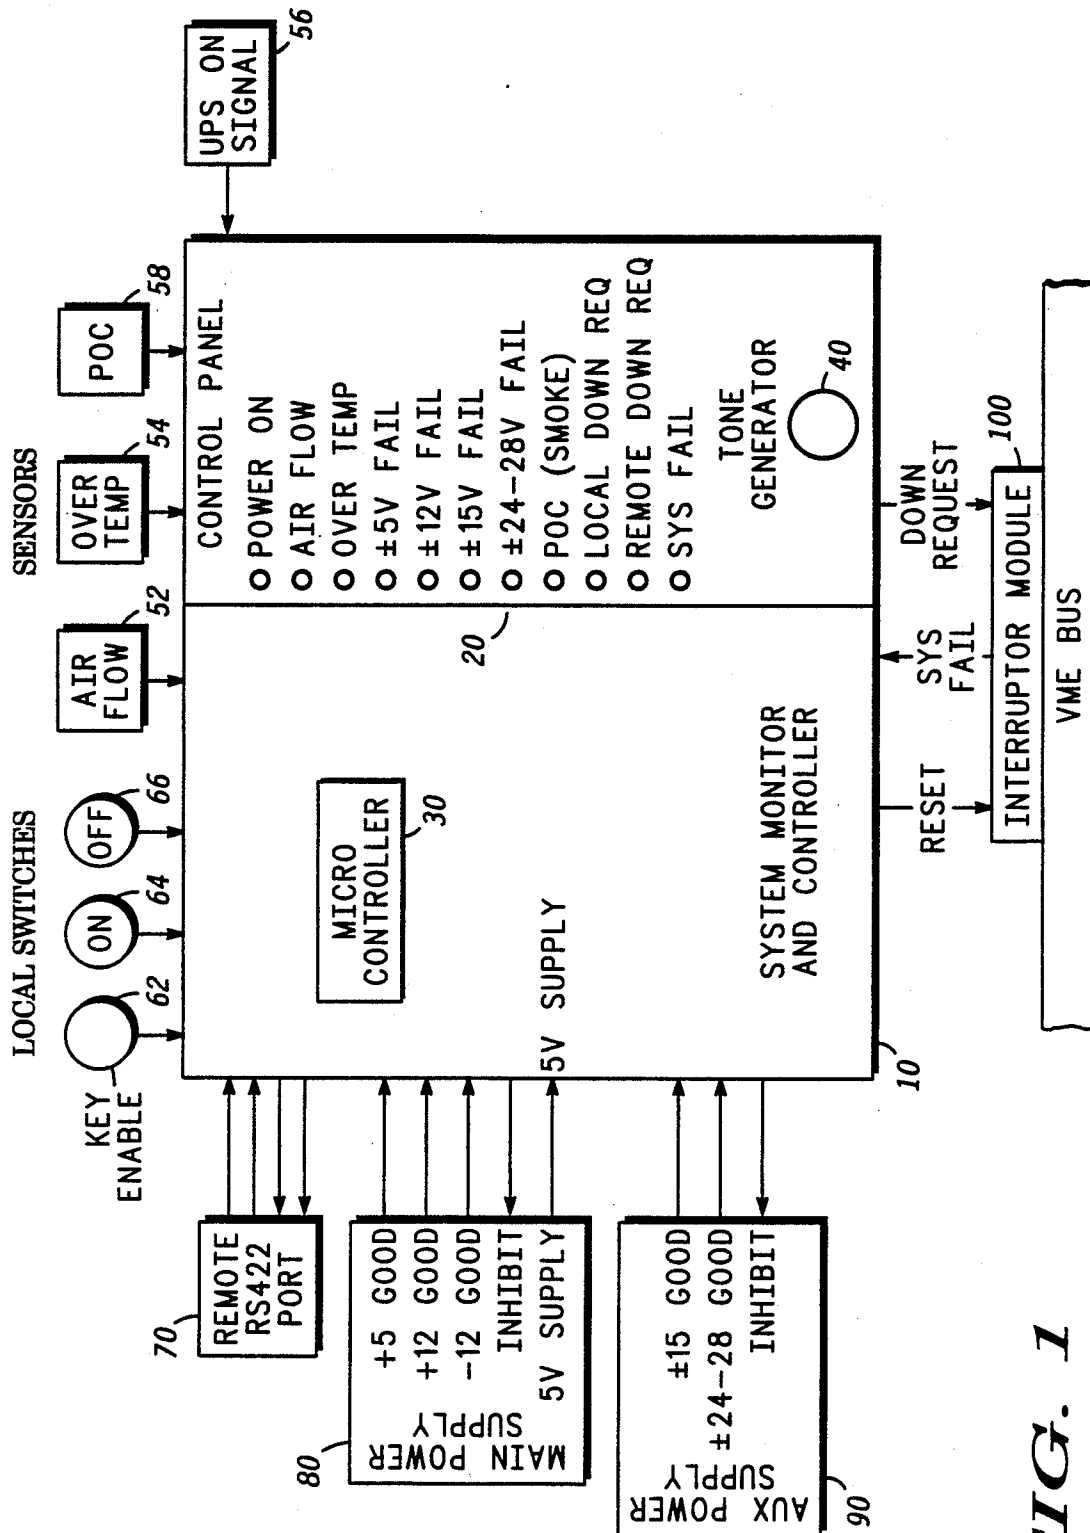 LOCAL SWITCHES
SENSORS
KEY
ENABLE
62
ON
64
OFF
66
AIR
FLOW
52
OVER
TEMP
54
POC
58
UPS ON
SIGNAL
56
REMOTE
RS422
PORT
70
MAIN POWER
SUPPLY
+5 GOOD
+12 GOOD
-12 GOOD
INHIBIT
5V SUPPLY
80
AUX POWER
SUPPLY
±15 GOOD
±24-28 GOOD
INHIBIT
90
MICRO
CONTROLLER
30
5V SUPPLY
SYSTEM MONITOR
AND CONTROLLER
10
20
CONTROL PANEL
POWER ON
AIR FLOW
OVER TEMP
±5V FAIL
±12V FAIL
±15V FAIL
±24-28V FAIL
POC (SMOKE)
LOCAL DOWN REQ
REMOTE DOWN REQ
SYS FAIL
TONE
GENERATOR
40
RESET
SYS
FAIL
DOWN
REQUEST
INTERRUPTOR MODULE
100
VME BUS
FIG. 1